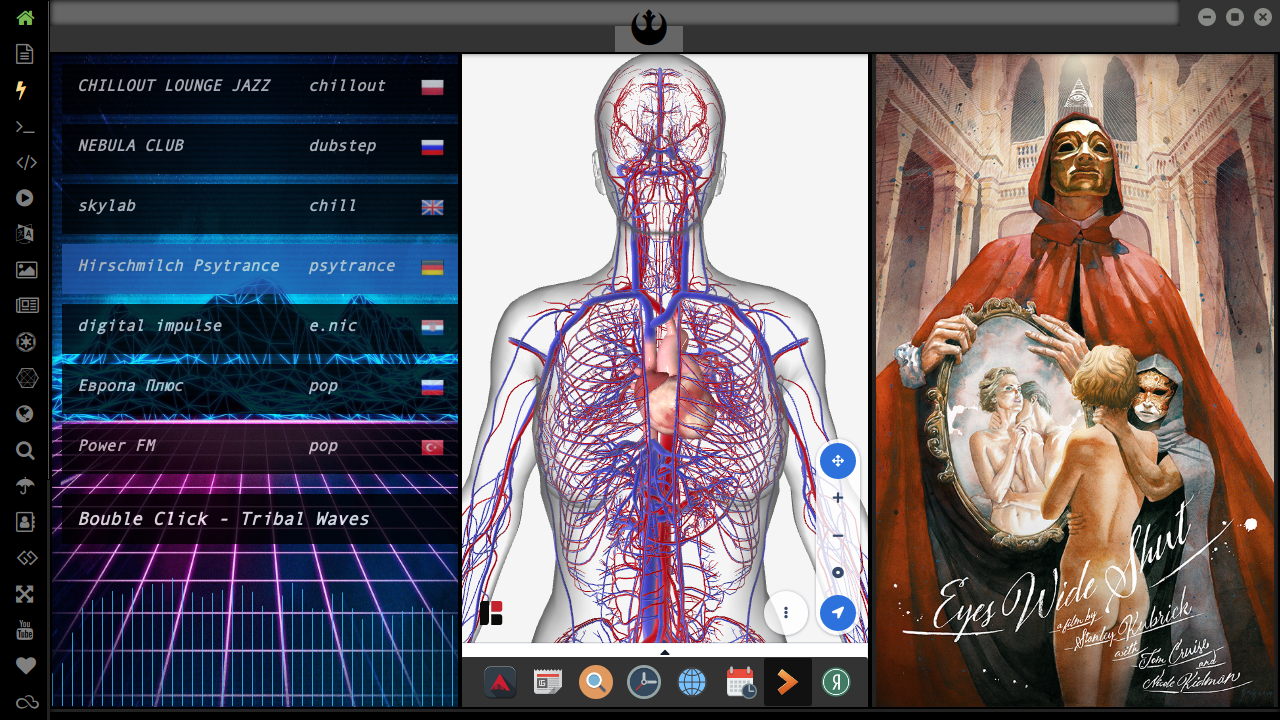 CHILLOUT LOUNGE JAZZ chillout
NEBULA CLUB dubstep
skylab chill
Hirschmilch Psytrance psytrance
digital impulse e.nic
Европа Плюс pop
Power FM pop
Bouble Click - Tribal Waves
You
Tube
Я
Eyes Wide Shut
a film by
Stanley Kubrick
with
Tom Cruise
and
Nicole Kidman